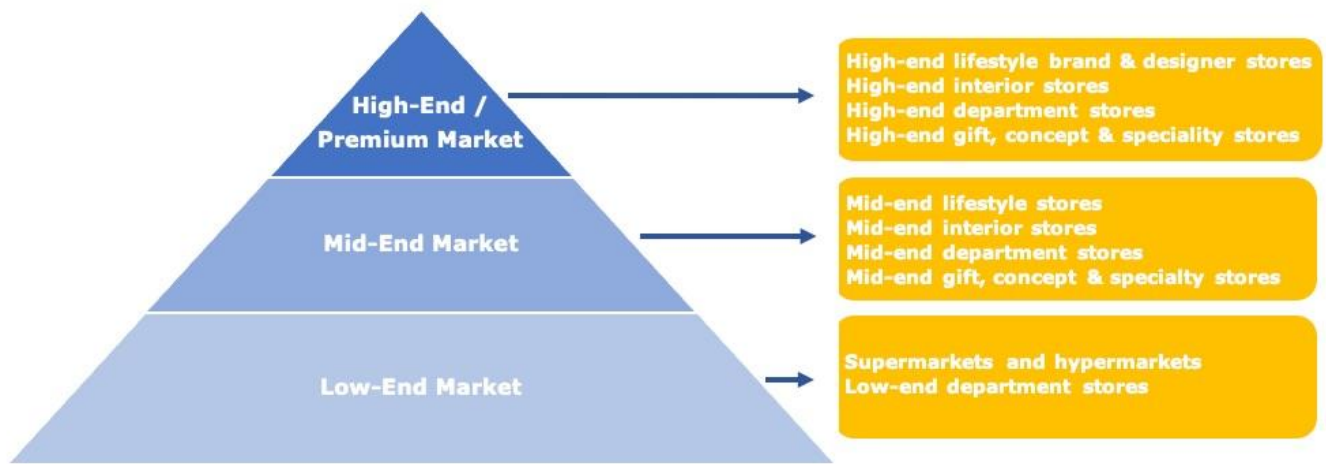 High-End /
Premium Market
High-end lifestyle brand & designer stores
High-end interior stores
High-end department stores
High-end gift, concept & speciality stores
Mid-End Market
Mid-end lifestyle stores
Mid-end interior stores
Mid-end department stores
Mid-end gift, concept & specialty stores
Low-End Market
Supermarkets and hypermarkets
Low-end department stores